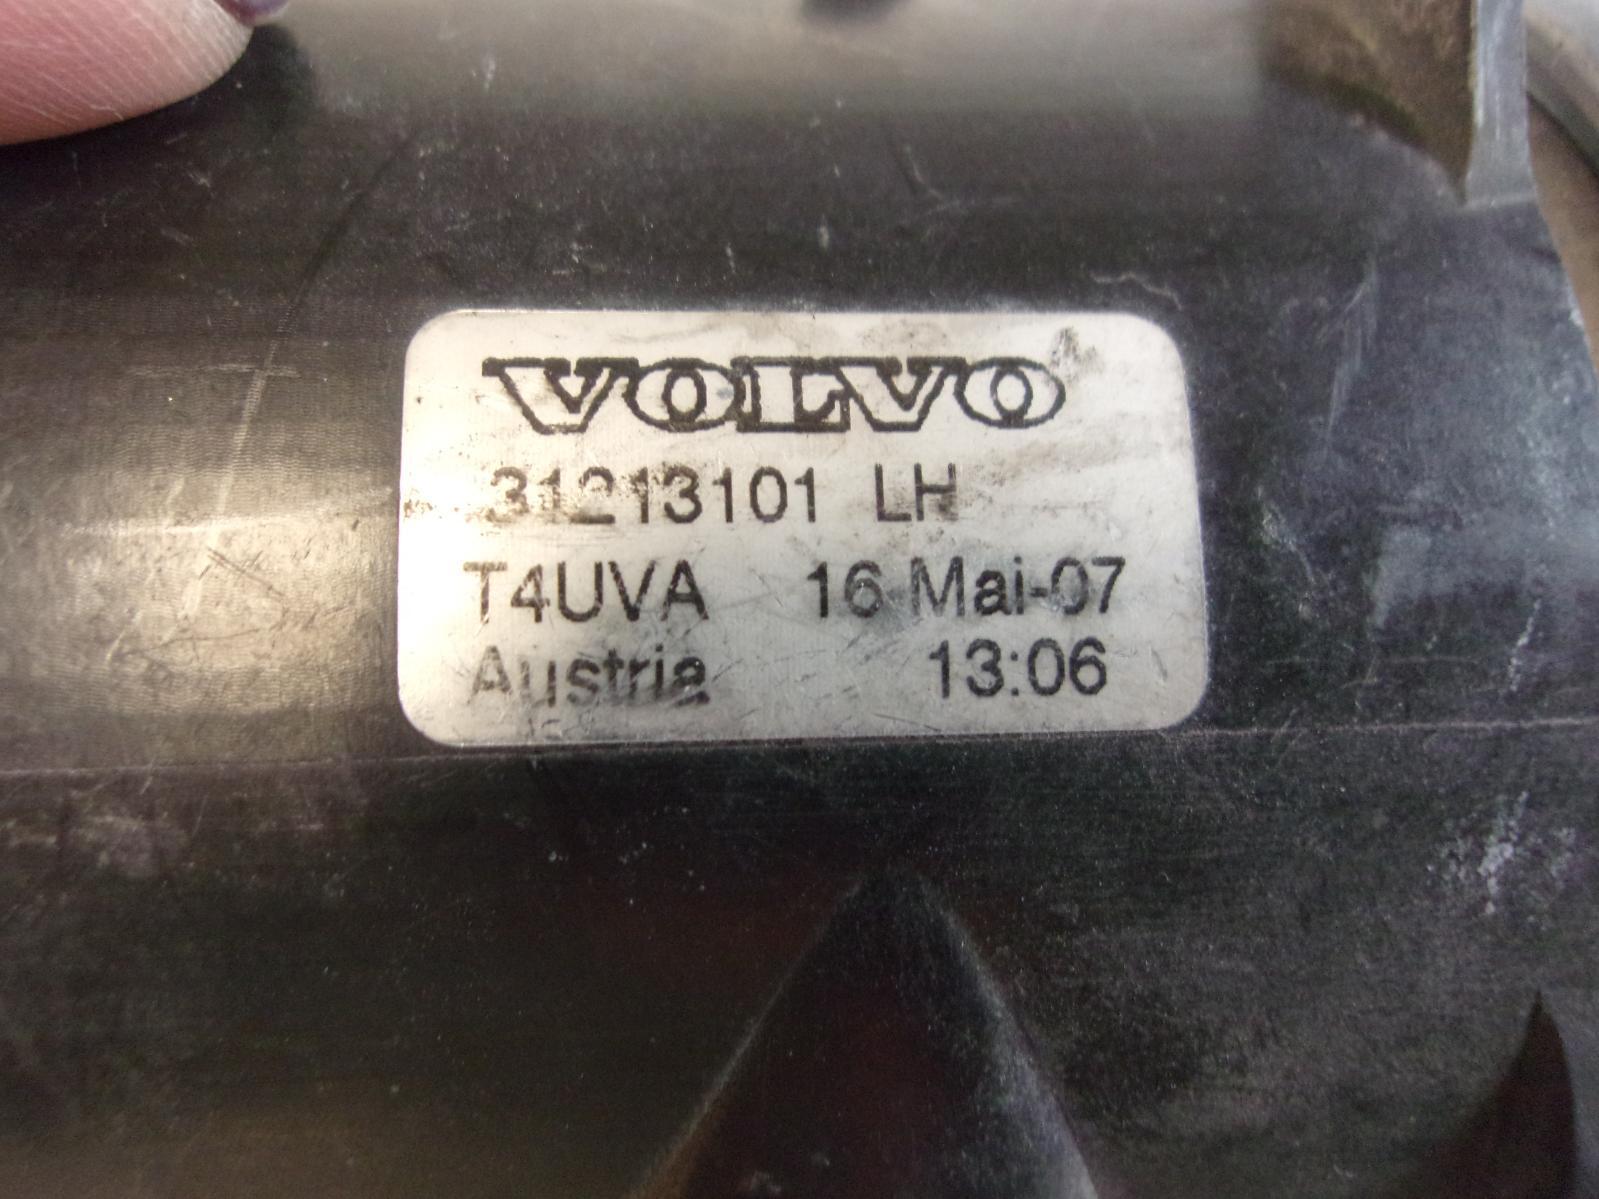 VOLVO
31213101 LH
T4UVA 16 Mai-07
Austria 13:06